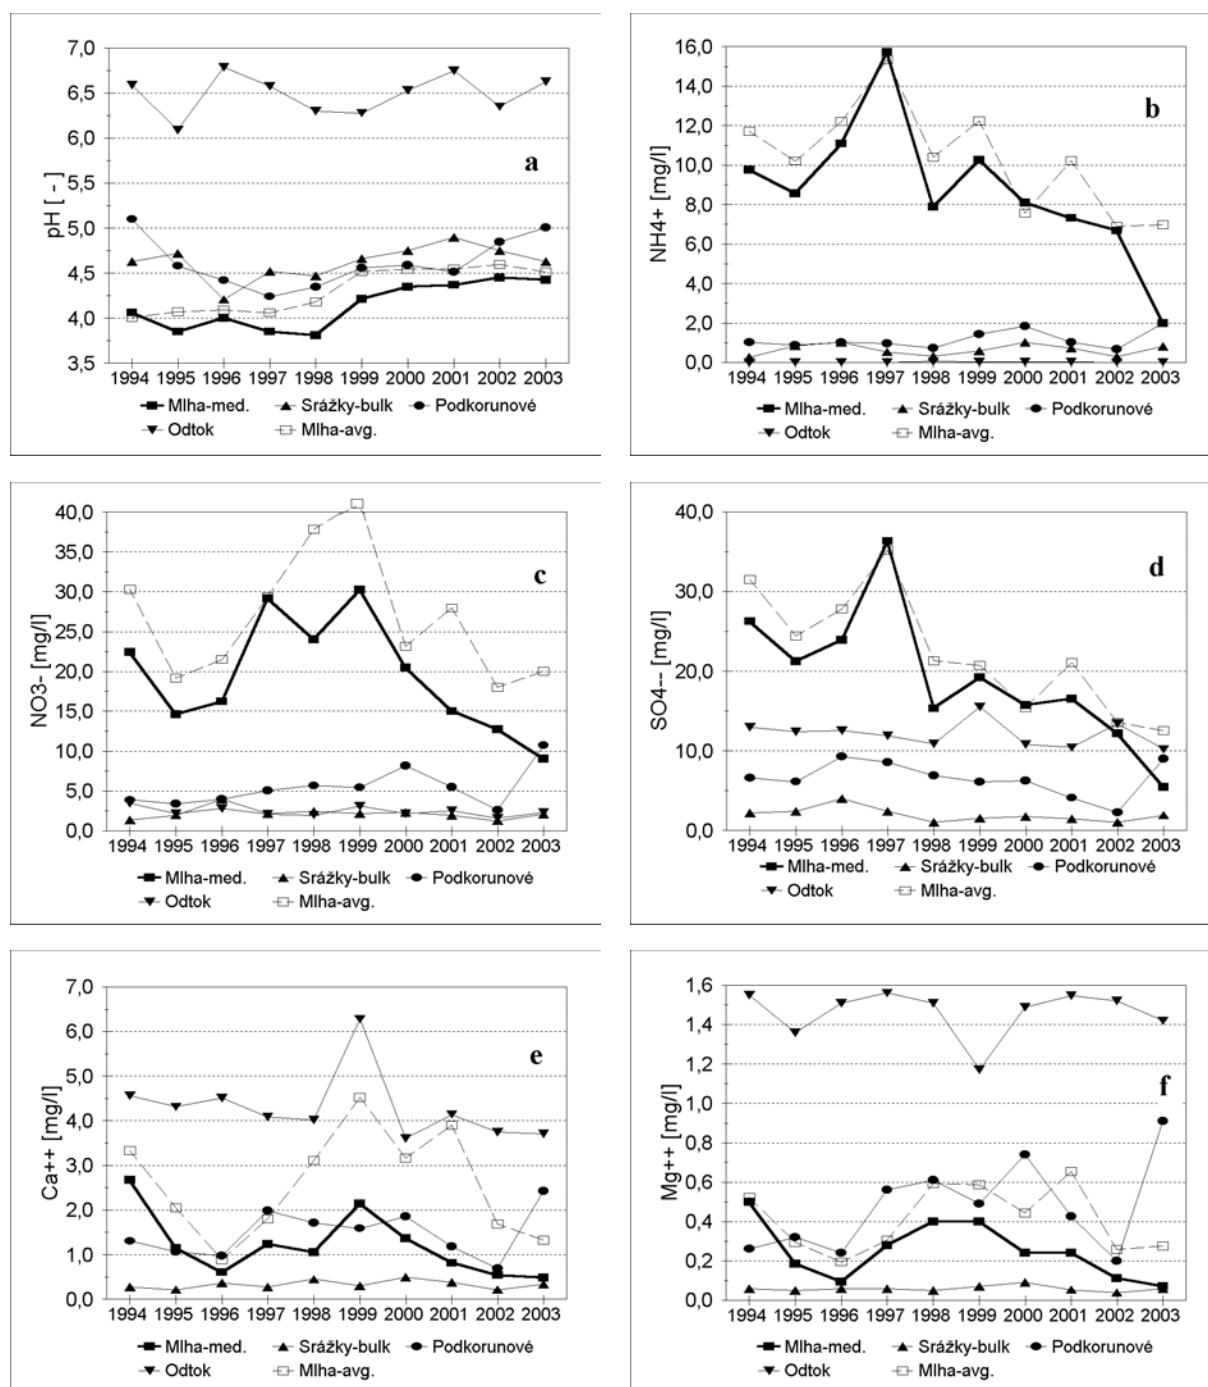 7,0
6,5
6,0
5,5
5,0
4,5
4,0
3,5
pH [ - ]
a
1994 1995 1996 1997 1998 1999 2000 2001 2002 2003
Mlha-med. Srážky-bulk Podkorunové
Odtok Mlha-avg.
16,0
14,0
12,0
10,0
8,0
6,0
4,0
2,0
0,0
NH4+ [mg/l]
b
1994 1995 1996 1997 1998 1999 2000 2001 2002 2003
Mlha-med. Srážky-bulk Podkorunové
Odtok Mlha-avg.
40,0
35,0
30,0
25,0
20,0
15,0
10,0
5,0
0,0
NO3- [mg/l]
c
1994 1995 1996 1997 1998 1999 2000 2001 2002 2003
Mlha-med. Srážky-bulk Podkorunové
Odtok Mlha-avg.
40,0
30,0
20,0
10,0
0,0
SO4-- [mg/l]
d
1994 1995 1996 1997 1998 1999 2000 2001 2002 2003
Mlha-med. Srážky-bulk Podkorunové
Odtok Mlha-avg.
7,0
6,0
5,0
4,0
3,0
2,0
1,0
0,0
Ca++ [mg/l]
e
1994 1995 1996 1997 1998 1999 2000 2001 2002 2003
Mlha-med. Srážky-bulk Podkorunové
Odtok Mlha-avg.
1,6
1,4
1,2
1,0
0,8
0,6
0,4
0,2
0,0
Mg++ [mg/l]
f
1994 1995 1996 1997 1998 1999 2000 2001 2002 2003
Mlha-med. Srážky-bulk Podkorunové
Odtok Mlha-avg.